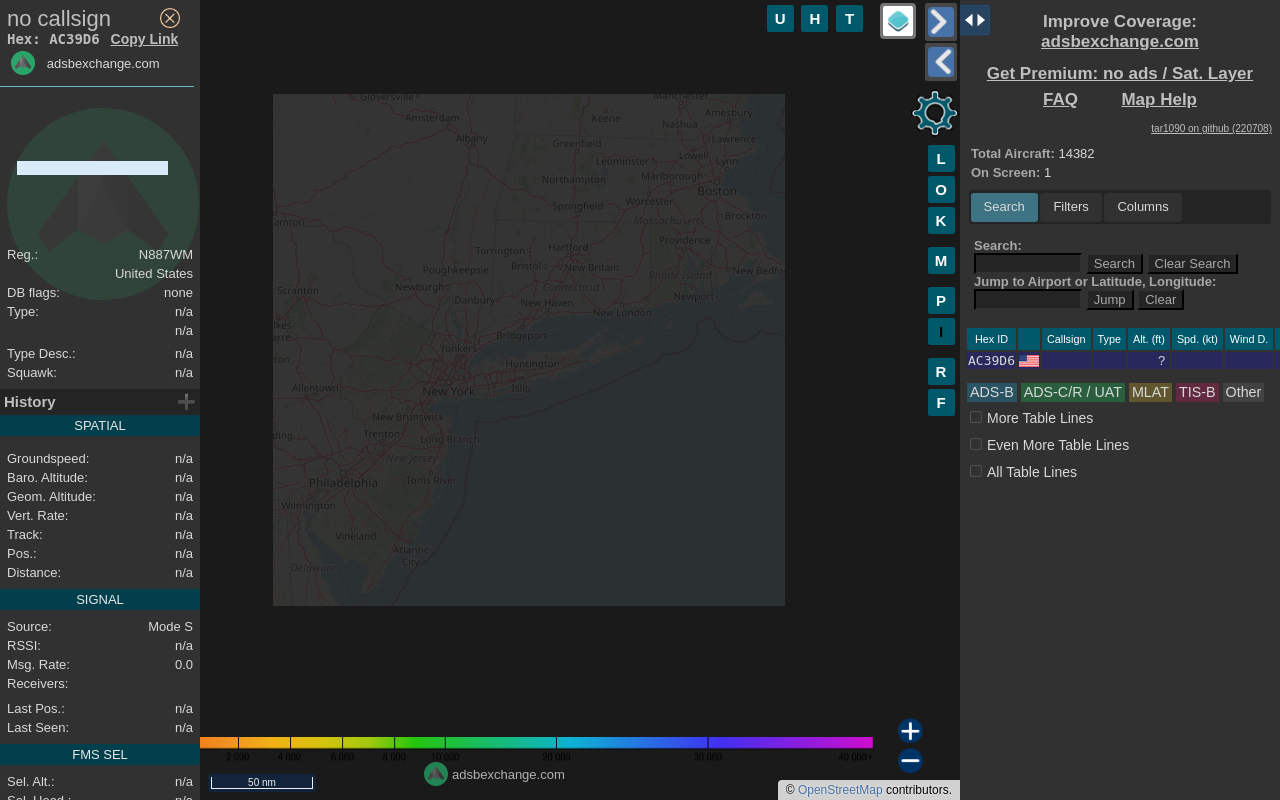 no callsign
Hex: AC39D6 Copy Link
adsbexchange.com
Reg.: N887WM
United States
DB flags: none
Type: n/a
n/a
Type Desc.: n/a
Squawk: n/a
History
SPATIAL
Groundspeed: n/a
Baro. Altitude: n/a
Geom. Altitude: n/a
Vert. Rate: n/a
Track: n/a
Pos.: n/a
Distance: n/a
SIGNAL
Source: Mode S
RSSI: n/a
Msg. Rate: 0.0
Receivers:
Last Pos.: n/a
Last Seen: n/a
FMS SEL
Sel. Alt.: n/a
Sel. Head.: n/a
U H T
L
O
K
M
P
I
R
F
Gloversville
Manchester
Amsterdam
Keene
Amesbury
Nashua
Albany
Lawrence
Greenfield
Leominster
Lowell
Lynn
Northampton
Marlborough
Boston
Springfield
Worcester
Brockton
Massachusetts
Providence
Torrington
Hartford
Bristol
New Britain
Poughkeepsie
Rhode Island
New Bedfor
Newburgh
Connecticut
Scranton
Danbury
New Haven
Newport
New London
Bridgeport
Yonkers
Huntington
Allentown
New York
Islip
New Brunswick
Trenton
Long Branch
New Jersey
Philadelphia
Toms River
Wilmington
Vineland
Atlantic
City
Delaware
2 000 4 000 6 000 8 000 10 000 20 000 30 000 40 000+
50 nm
adsbexchange.com
© OpenStreetMap contributors.
Improve Coverage:
adsbexchange.com
Get Premium: no ads / Sat. Layer
FAQ Map Help
tar1090 on github (220708)
Total Aircraft: 14382
On Screen: 1
Search Filters Columns
Search:
Search Clear Search
Jump to Airport or Latitude, Longitude:
Jump Clear
Hex ID Callsign Type Alt. (ft) Spd. (kt) Wind D.
AC39D6 ?
ADS-B ADS-C/R / UAT MLAT TIS-B Other
More Table Lines
Even More Table Lines
All Table Lines